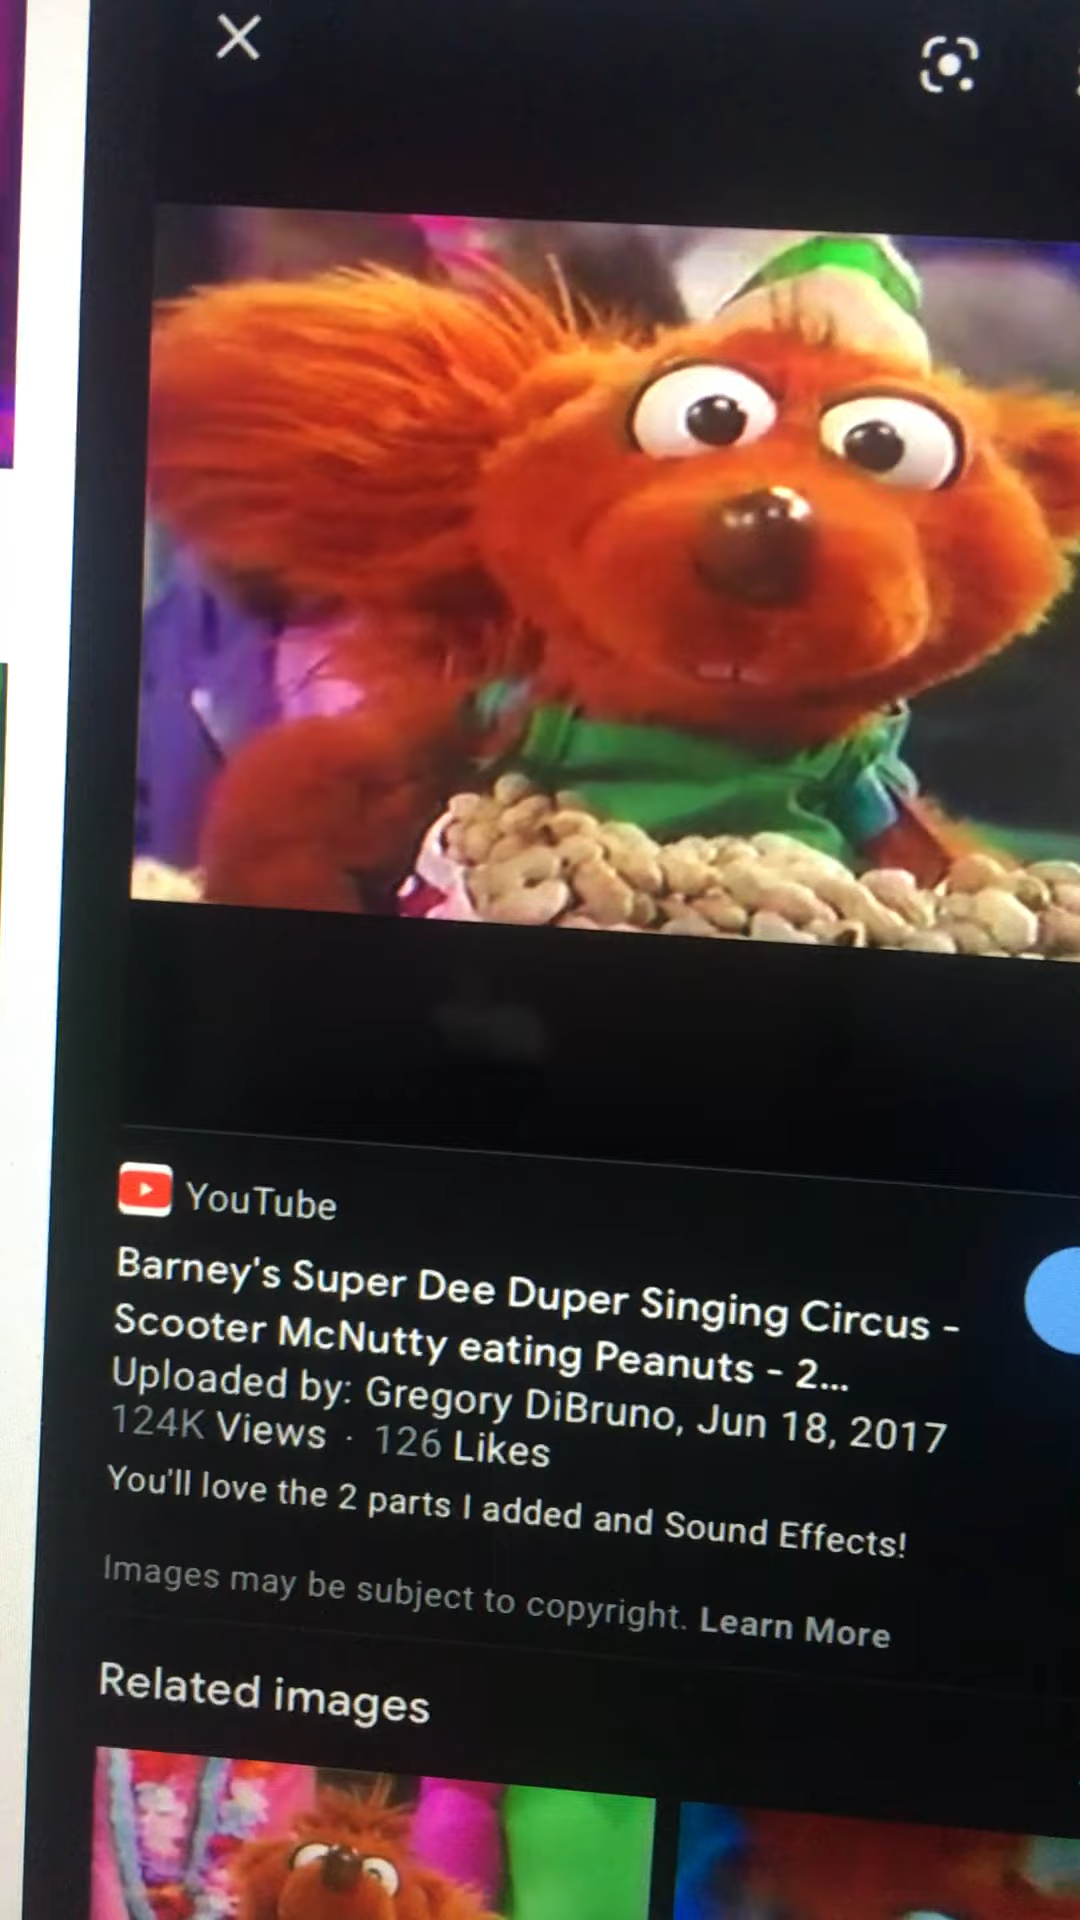 YouTube
Barney's Super Dee Duper Singing Circus -
Scooter McNutty eating Peanuts - 2...
Uploaded by: Gregory DiBruno, Jun 18, 2017
124K Views · 126 Likes
You'll love the 2 parts I added and Sound Effects!
Images may be subject to copyright. Learn More
Related images